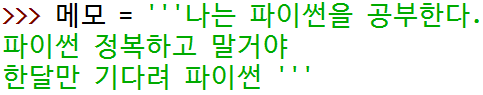 >>> 메모 = '''나는 파이썬을 공부한다.
파이썬 정복하고 말거야
한달만 기다려 파이썬 '''